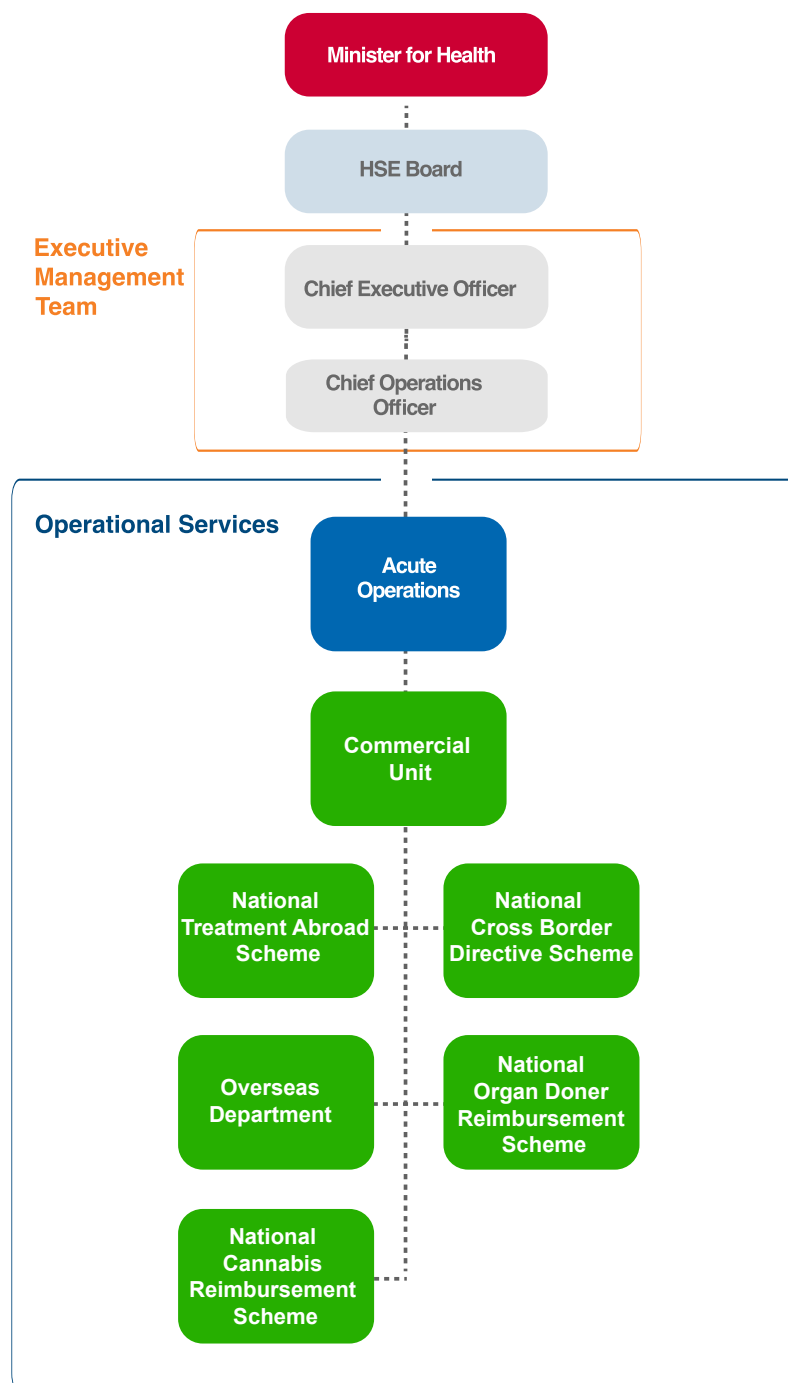 Minister for Health
HSE Board
Executive
Management
Team
Chief Executive Officer
Chief Operations
Officer
Operational Services
Acute
Operations
Commercial
Unit
National
Treatment Abroad
Scheme
National
Cross Border
Directive Scheme
Overseas
Department
National
Organ Doner
Reimbursement
Scheme
National
Cannabis
Reimbursement
Scheme